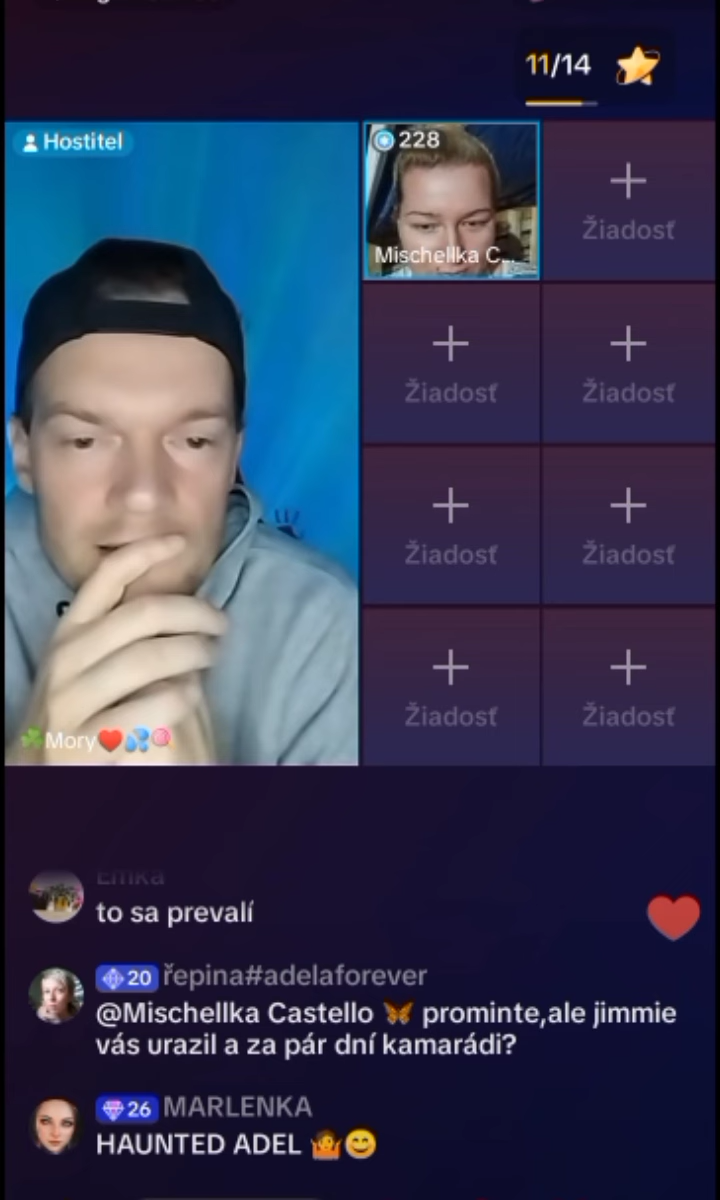 11/14
Hostitel
228
Mischellka C...
Žiadosť
Žiadosť
Žiadosť
Žiadosť
Žiadosť
Žiadosť
Žiadosť
☘️Mory❤️💦🍭
Emka
to sa prevalí
20 řepina#adelaforever
@Mischellka Castello 🦋 prominte,ale jimmie
vás urazil a za pár dní kamarádi?
26 MARLENKA
HAUNTED ADEL 🤷😊